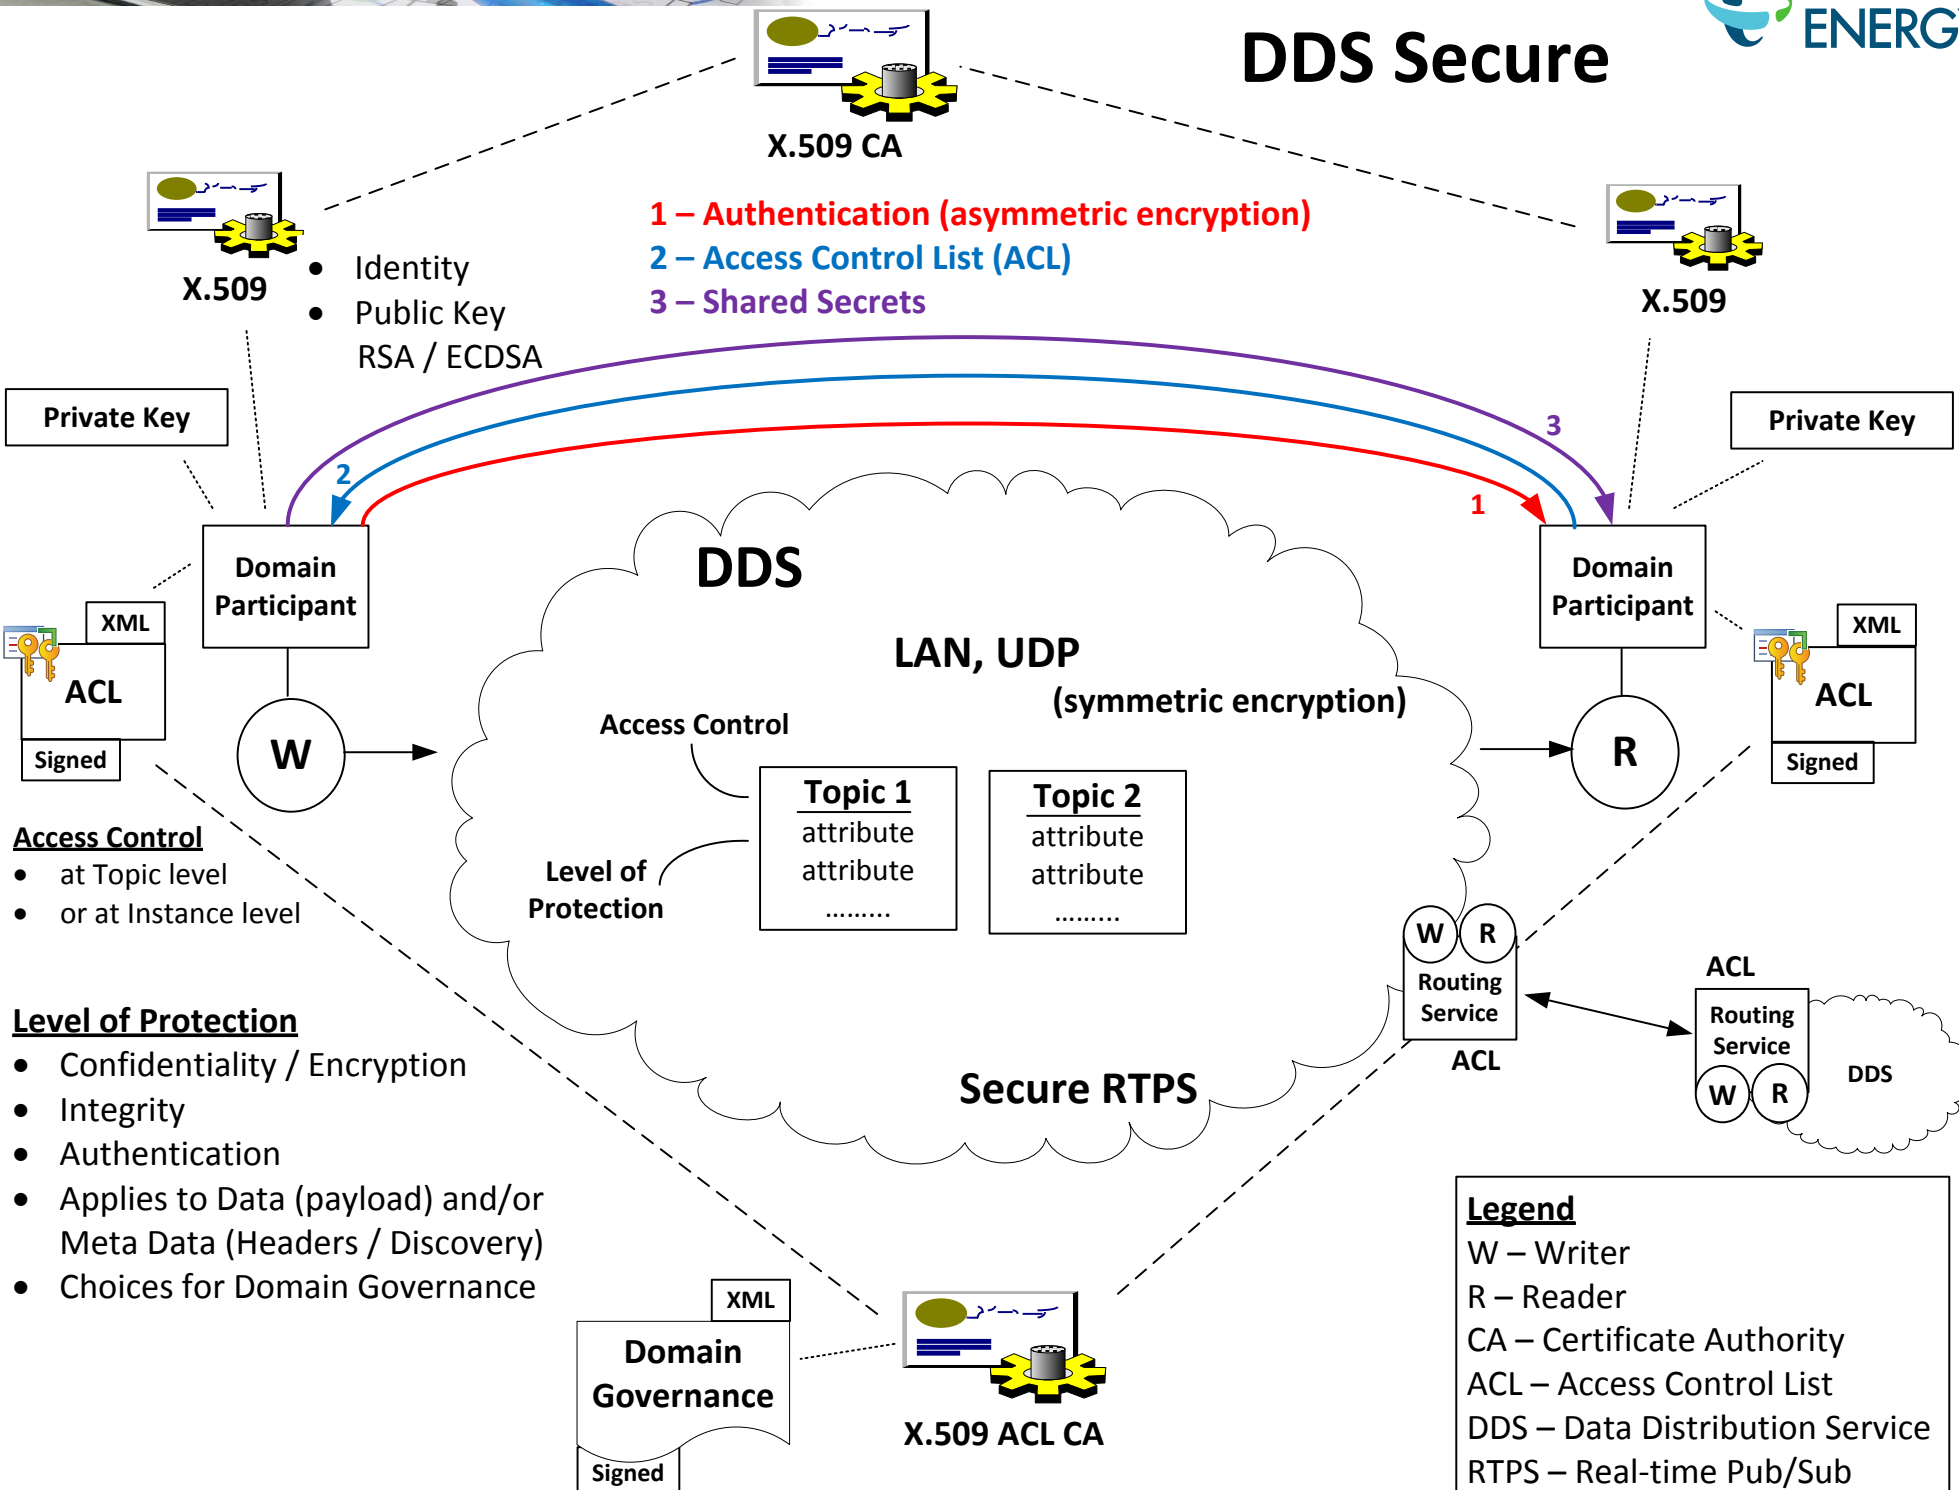 ENERG
DDS Secure
X.509 CA
1 – Authentication (asymmetric encryption)
2 – Access Control List (ACL)
3 – Shared Secrets
X.509
• Identity
• Public Key
RSA / ECDSA
X.509
Private Key
Private Key
3
2
1
Domain
Participant
Domain
Participant
DDS
LAN, UDP
(symmetric encryption)
XML
ACL
Signed
XML
ACL
Signed
W
R
Access Control
Topic 1
attribute
attribute
.........
Topic 2
attribute
attribute
.........
Level of
Protection
Access Control
• at Topic level
• or at Instance level
W R
Routing
Service
ACL
ACL
Routing
Service
W R
DDS
Secure RTPS
Level of Protection
• Confidentiality / Encryption
• Integrity
• Authentication
• Applies to Data (payload) and/or
Meta Data (Headers / Discovery)
• Choices for Domain Governance
XML
Domain
Governance
Signed
X.509 ACL CA
Legend
W – Writer
R – Reader
CA – Certificate Authority
ACL – Access Control List
DDS – Data Distribution Service
RTPS – Real-time Pub/Sub